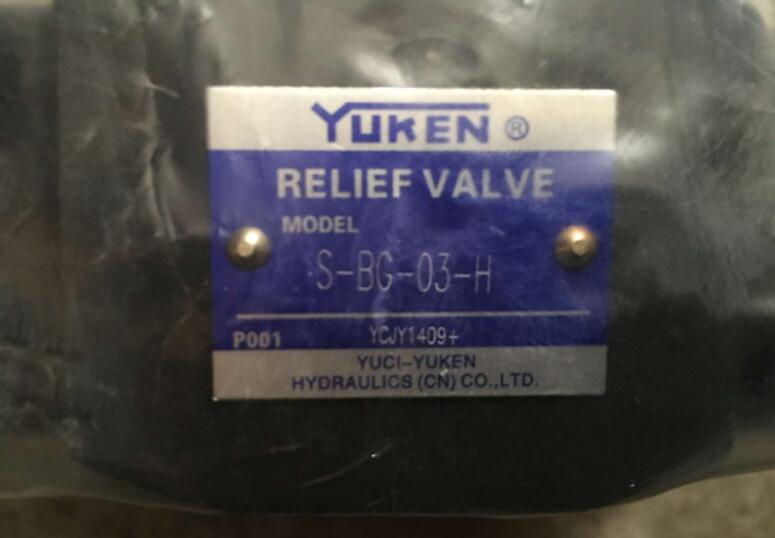 YUKEN®
RELIEF VALVE
MODEL
S-BG-03-H
P001 YCJY1409+
YUCI-YUKEN
HYDRAULICS (CN) CO.,LTD.